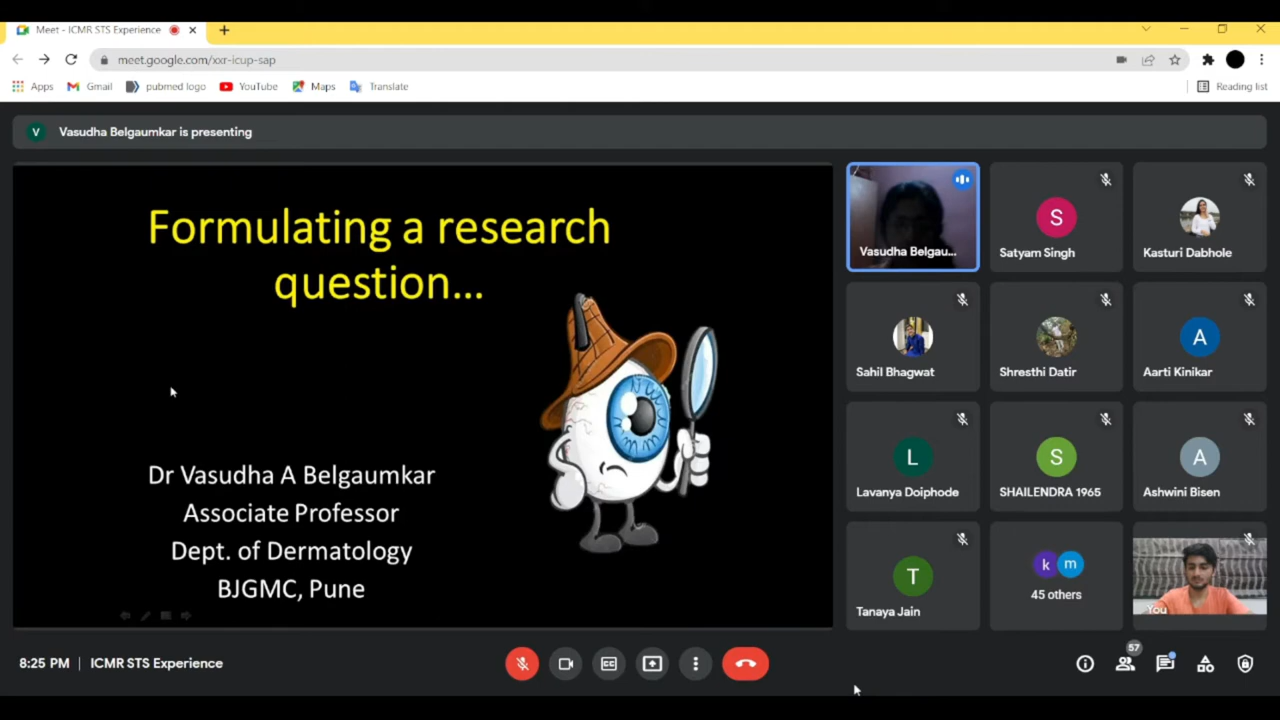 Meet - ICMR STS Experience
meet.google.com/xxr-icup-sap
Apps
Gmail
pubmed logo
YouTube
Maps
Translate
Reading list
V
Vasudha Belgaumkar is presenting
Formulating a research
question...
Dr Vasudha A Belgaumkar
Associate Professor
Dept. of Dermatology
BJGMC, Pune
Vasudha Belgau...
S
Satyam Singh
Kasturi Dabhole
Sahil Bhagwat
Shresthi Datir
A
Aarti Kinikar
L
Lavanya Doiphode
S
SHAILENDRA 1965
A
Ashwini Bisen
T
Tanaya Jain
k m
45 others
You
8:25 PM | ICMR STS Experience
57